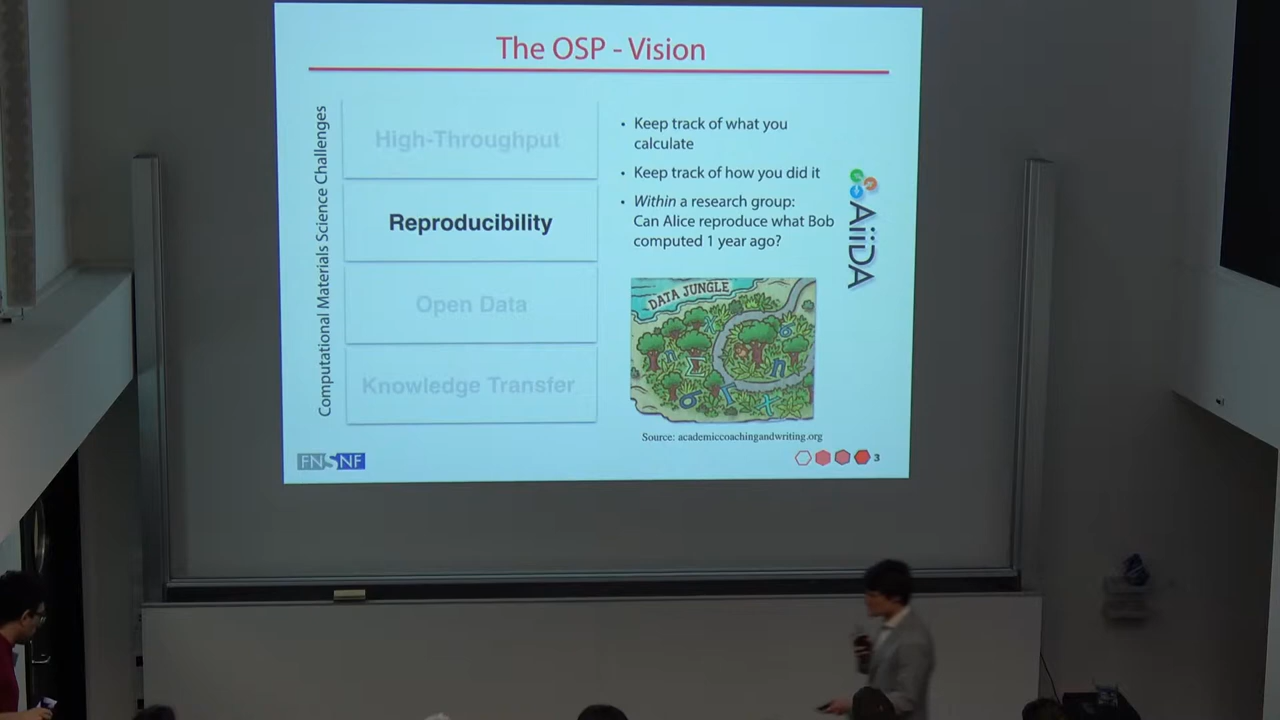 The OSP - Vision
Computational Materials Science Challenges
High-Throughput
Reproducibility
Open Data
Knowledge Transfer
• Keep track of what you
calculate
• Keep track of how you did it
• Within a research group:
Can Alice reproduce what Bob
computed 1 year ago?
AiiDA
DATA JUNGLE
Σ
n
σ
Γ
t
Source: academiccoachingandwriting.org
FNSNF
3